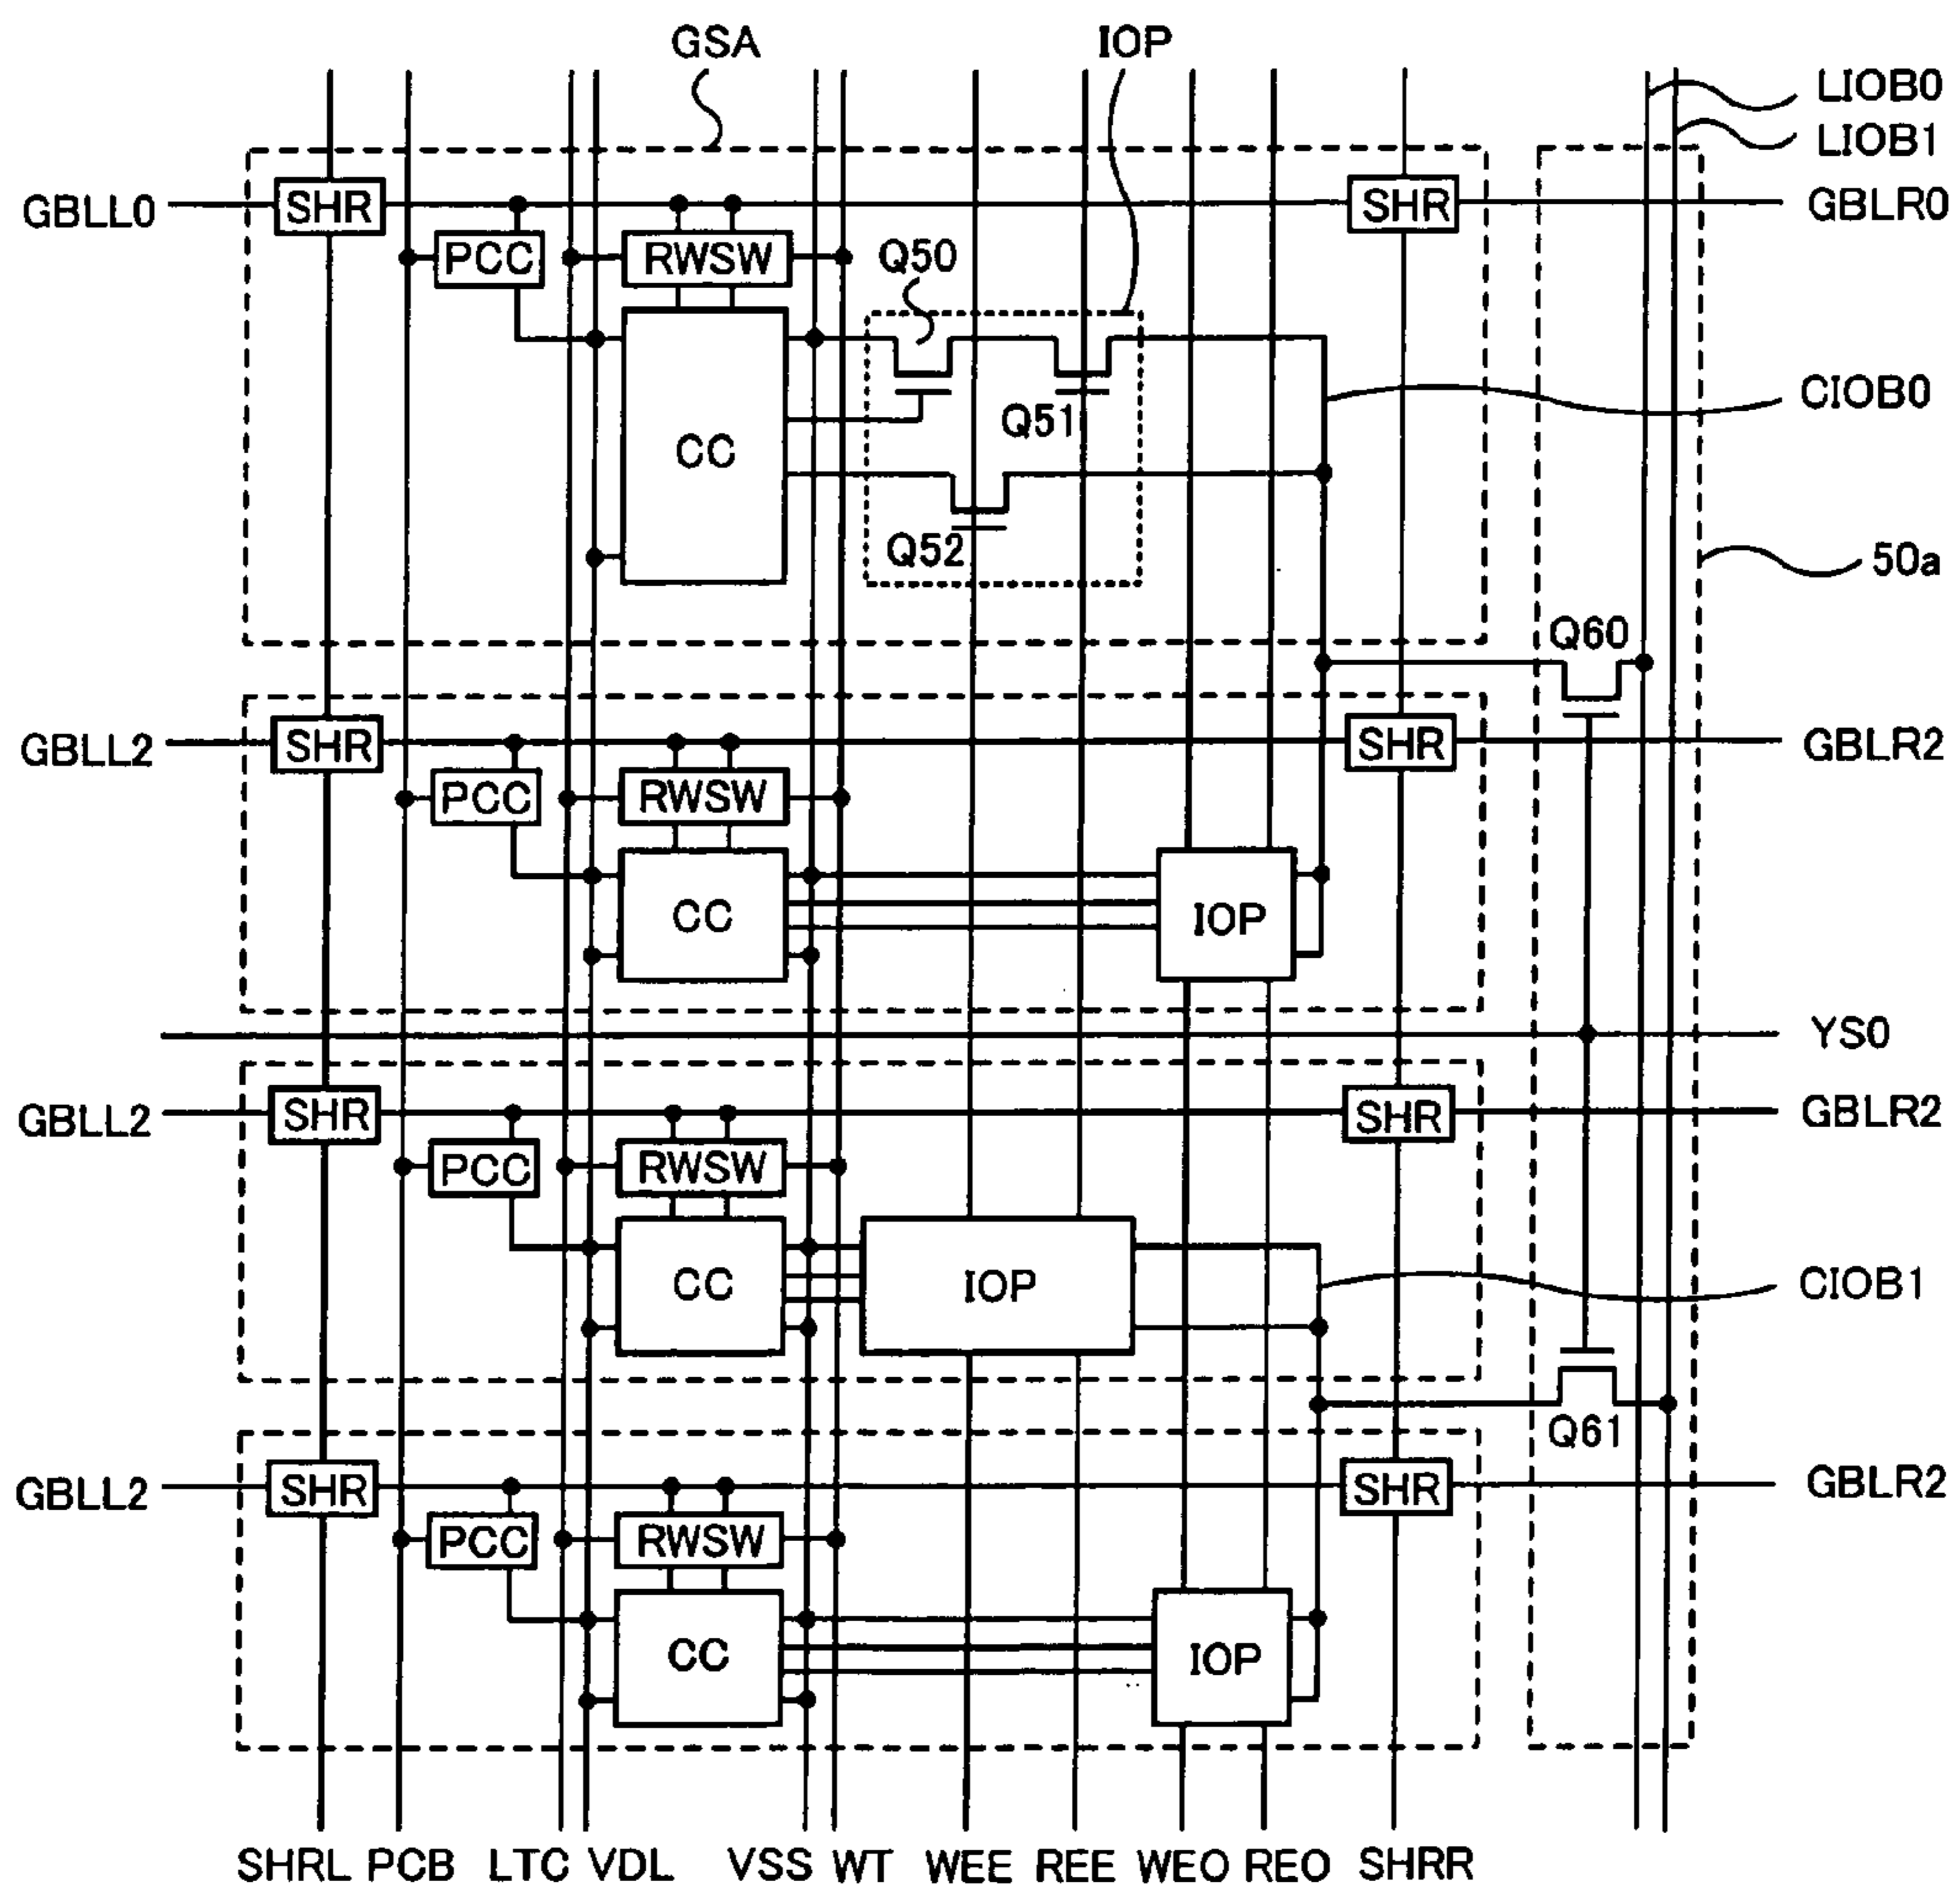 GSA IOP
LIOB0
LIOB1
GBLL0 SHR SHR GBLR0
PCC RWSW Q50
CIOB0
Q51
CC
Q52
50a
Q60
GBLL2 SHR SHR GBLR2
PCC RWSW
CC IOP
YS0
GBLL2 SHR SHR GBLR2
PCC RWSW
CC IOP CIOB1
Q61
GBLL2 SHR SHR GBLR2
PCC RWSW
CC IOP
SHRL PCB LTC VDL VSS WT WEE REE WEO REO SHRR